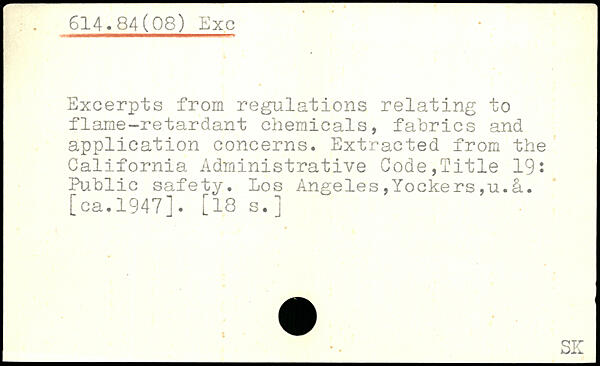 614.84(08) Exc
Excerpts from regulations relating to
flame-retardant chemicals, fabrics and
application concerns. Extracted from the
California Administrative Code,Title 19:
Public safety. Los Angeles,Yockers,u.å.
[ca.1947]. [18 s.]
SK